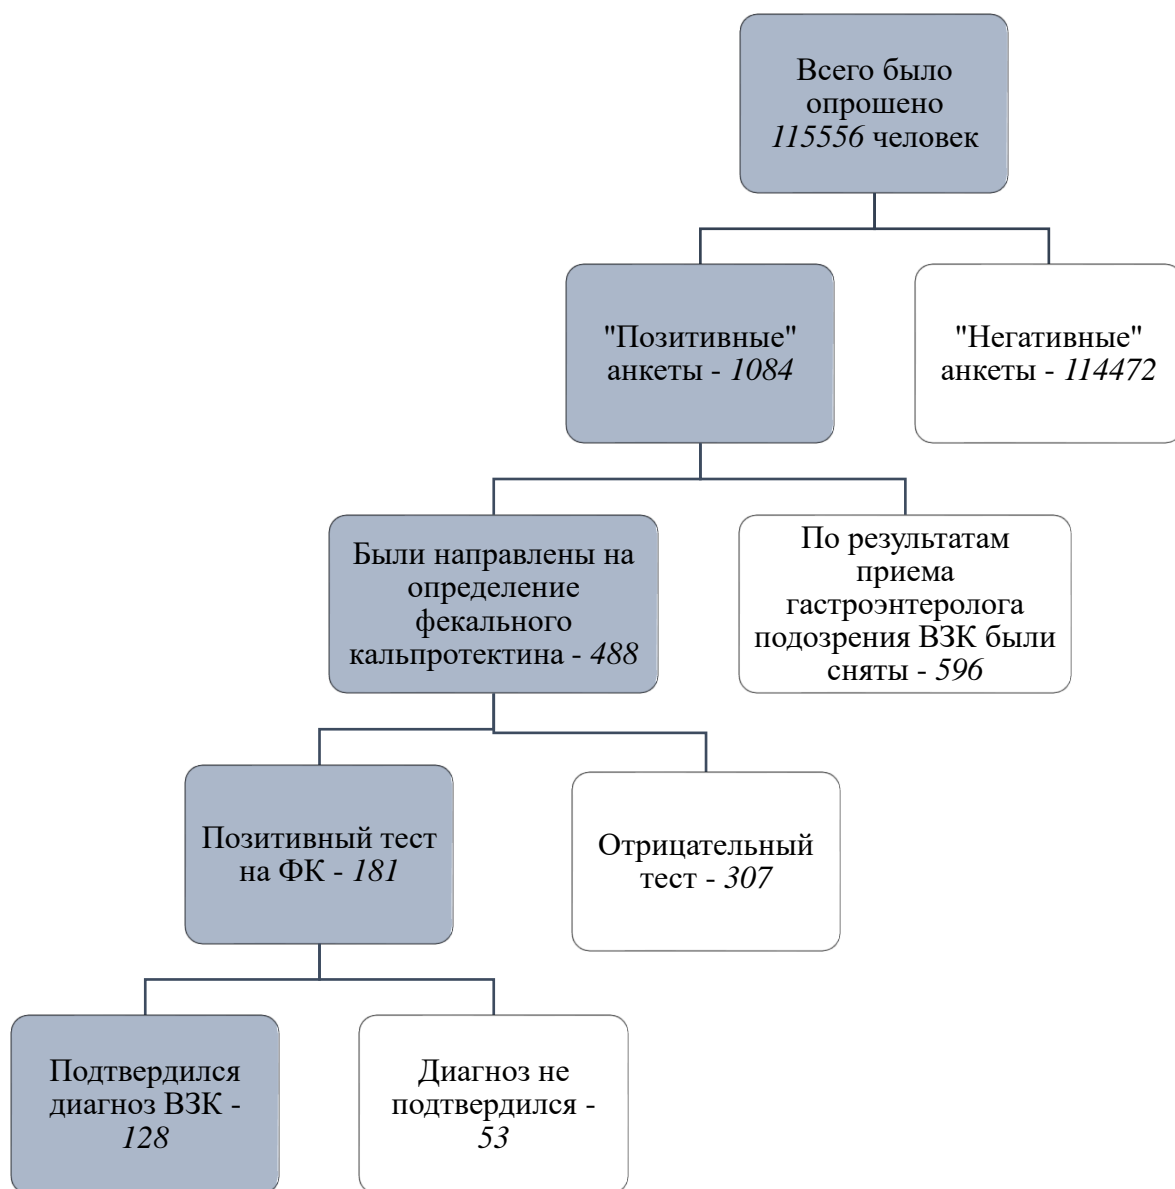 Всего было
опрошено
115556 человек
"Позитивные"
анкеты - 1084
"Негативные"
анкеты - 114472
Были направлены на
определение
фекального
кальпротектина - 488
По результатам
приема
гастроэнтеролога
подозрения ВЗК были
сняты - 596
Позитивный тест
на ФК - 181
Отрицательный
тест - 307
Подтвердился
диагноз ВЗК -
128
Диагноз не
подтвердился -
53